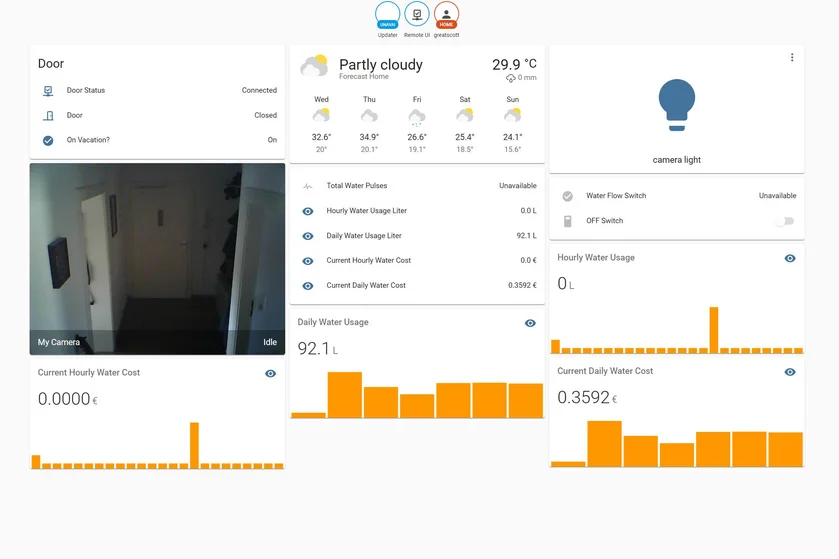 UNAVAI
HOME
Updater
Remote UI
greatscott
Door
Door Status
Connected
Door
Closed
On Vacation?
On
My Camera
Idle
Current Hourly Water Cost
0.0000 €
Partly cloudy
Forecast Home
29.9 °C
0 mm
Wed
Thu
Fri
Sat
Sun
32.6°
34.9°
26.6°
25.4°
24.1°
20°
20.1°
19.1°
18.5°
15.6°
Total Water Pulses
Unavailable
Hourly Water Usage Liter
0.0 L
Daily Water Usage Liter
92.1 L
Current Hourly Water Cost
0.0 €
Current Daily Water Cost
0.3592 €
Daily Water Usage
92.1 L
camera light
Water Flow Switch
Unavailable
OFF Switch
Hourly Water Usage
0 L
Current Daily Water Cost
0.3592 €